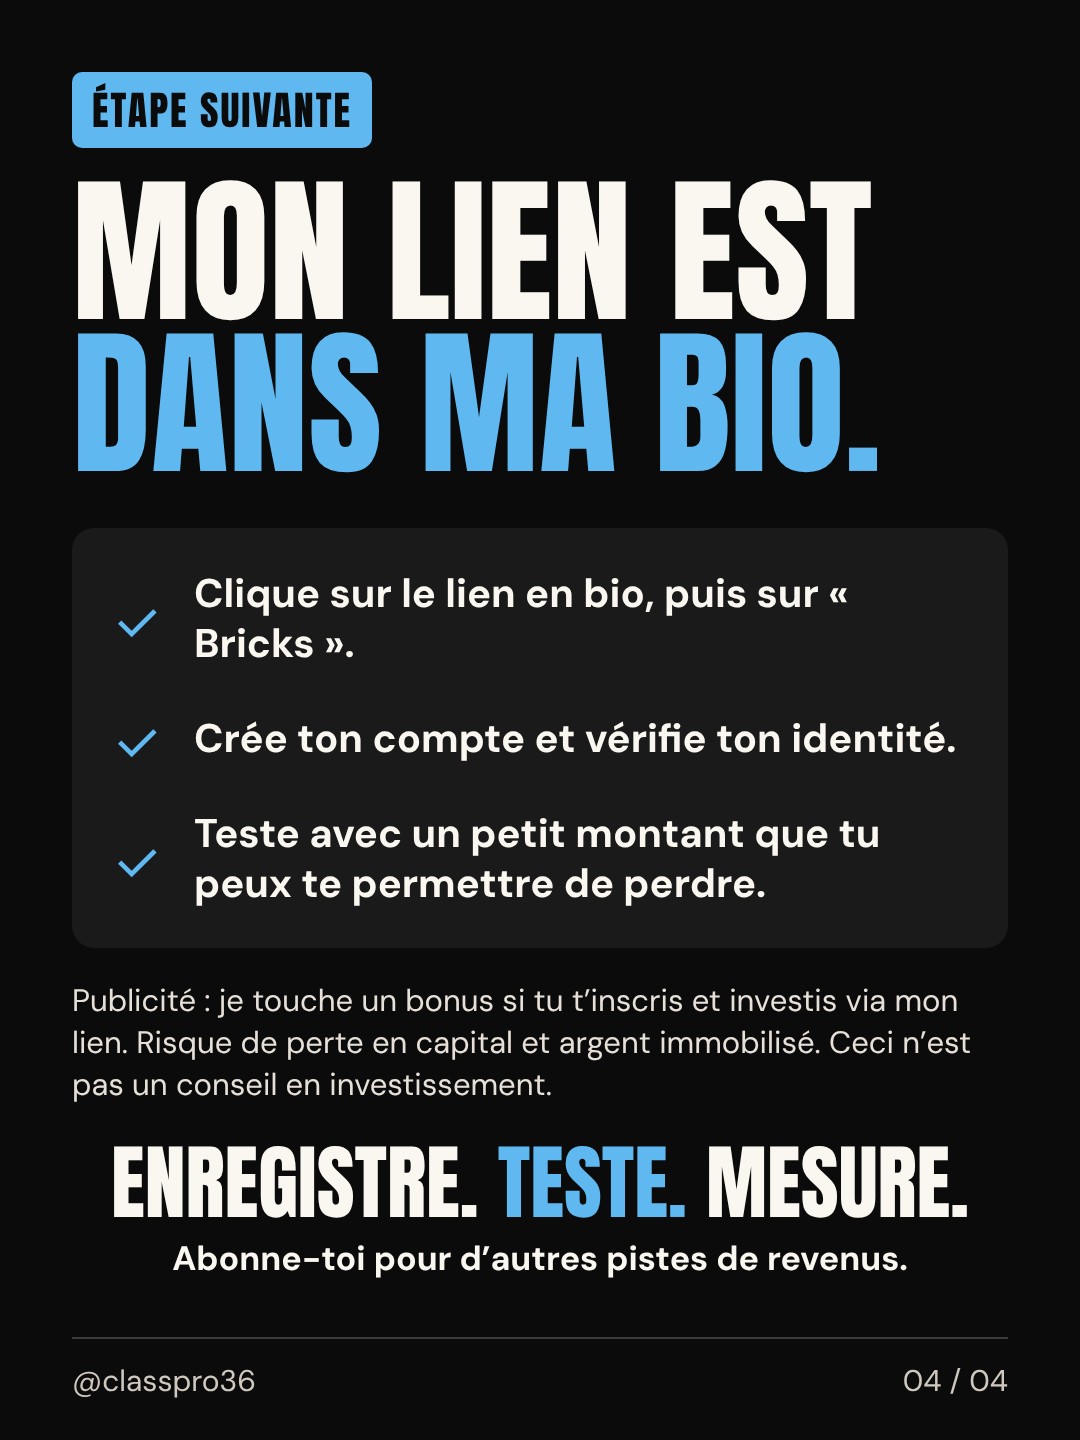 ÉTAPE SUIVANTE
MON LIEN EST
DANS MA BIO.
Clique sur le lien en bio, puis sur «
Bricks ».
Crée ton compte et vérifie ton identité.
Teste avec un petit montant que tu
peux te permettre de perdre.
Publicité : je touche un bonus si tu t’inscris et investis via mon
lien. Risque de perte en capital et argent immobilisé. Ceci n’est
pas un conseil en investissement.
ENREGISTRE. TESTE. MESURE.
Abonne-toi pour d’autres pistes de revenus.
@classpro36
04 / 04